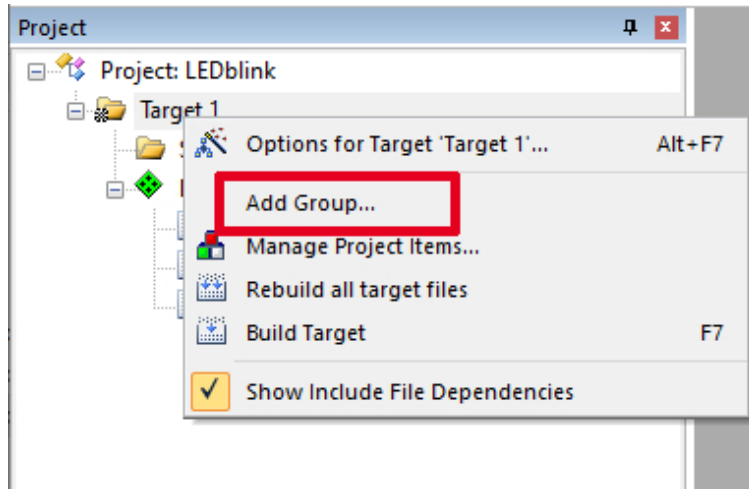 Project
Project: LEDblink
Target 1
Options for Target 'Target 1'... Alt+F7
Add Group...
Manage Project Items...
Rebuild all target files
Build Target F7
Show Include File Dependencies